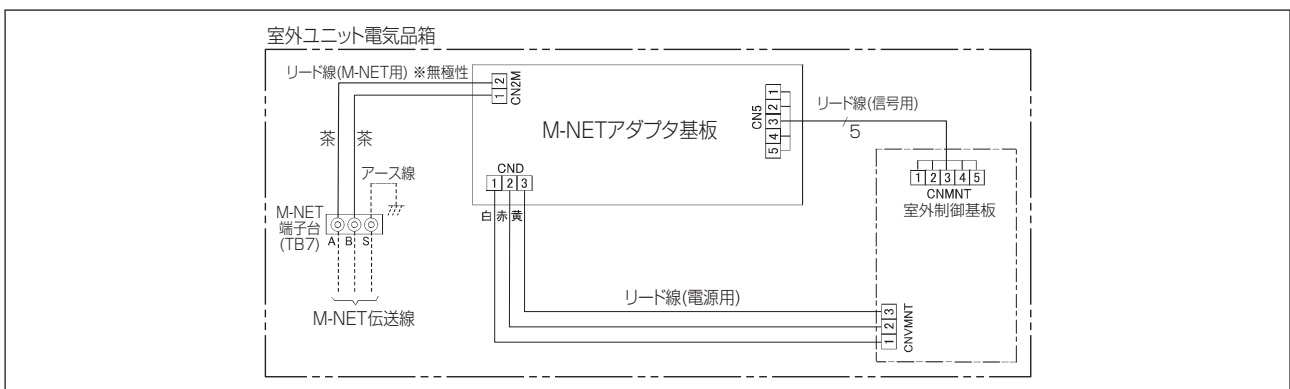 室外ユニット電気品箱
リード線(M-NET用) ※無極性
1 2
CN2M
M-NETアダプタ基板
CN5
1
2
3
4
5
リード線(信号用)
5
茶
茶
アース線
CND
1 2 3
白 赤 黄
M-NET
端子台
(TB7)
A B S
M-NET伝送線
1 2 3 4 5
CNMNT
室外制御基板
リード線(電源用)
3
2
1
CNVMNT